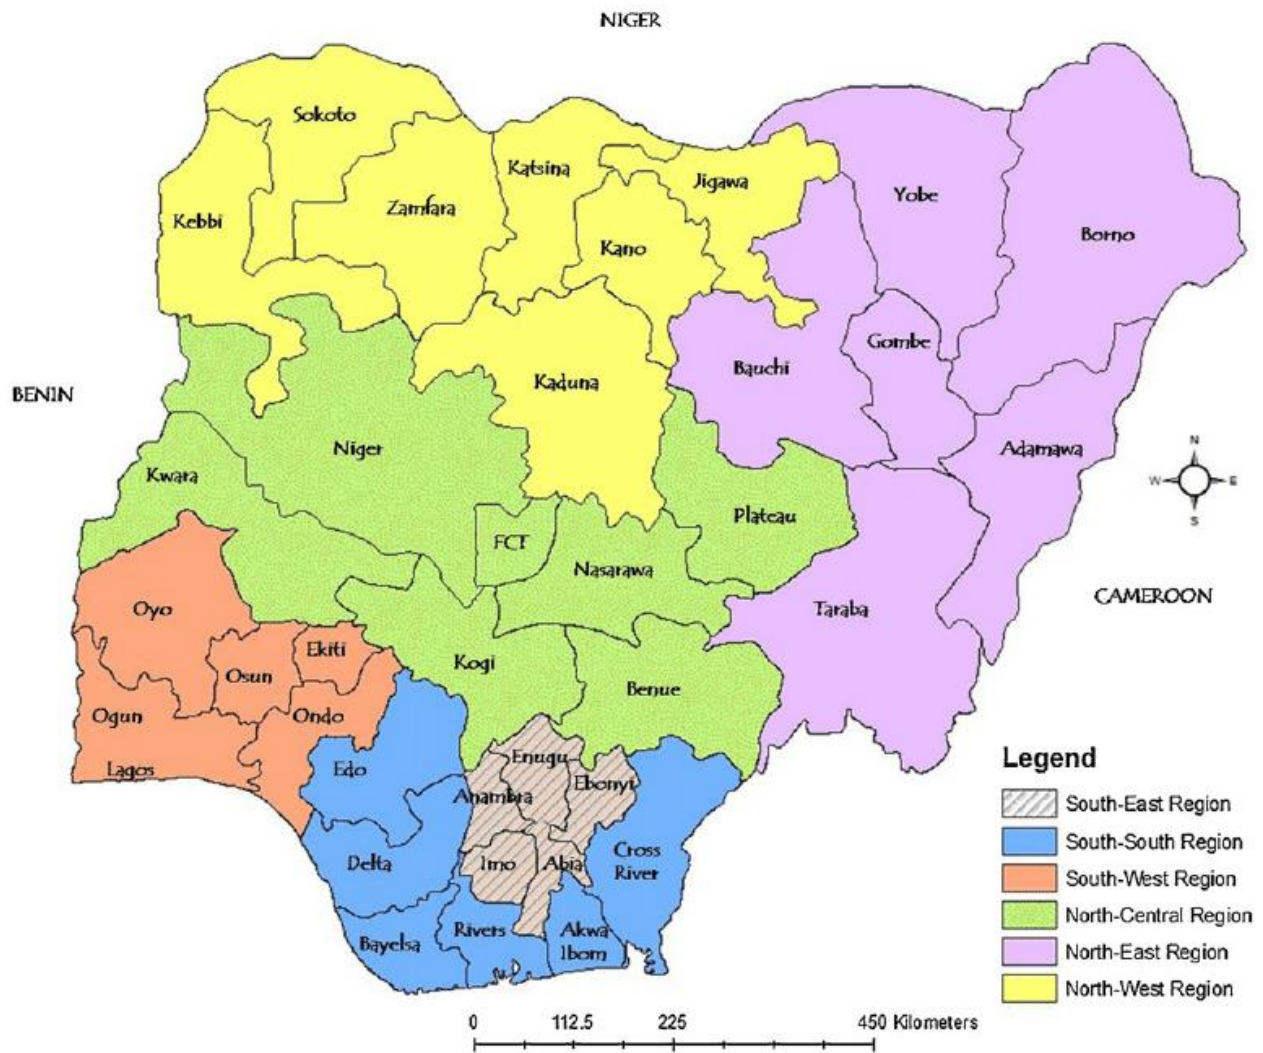 NIGER
Sokoto
Katsina
Jigawa
Yobe
Kebbi
Zamfara
Kano
Borno
Gombe
Bauchi
Kaduna
BENIN
Niger
Adamawa
Kwara
N
W E
S
Plateau
FCT
Nasarawa
CAMEROON
Oyo
Taraba
Ekiti
Osun
Kogi
Benue
Ogun
Ondo
Lagos
Edo
Enugu
Ebonyi
Anambra
Delta
Imo
Abia
Cross
River
Bayelsa
Rivers
Akwa
Ibom
Legend
South-East Region
South-South Region
South-West Region
North-Central Region
North-East Region
North-West Region
0 112.5 225 450 Kilometers